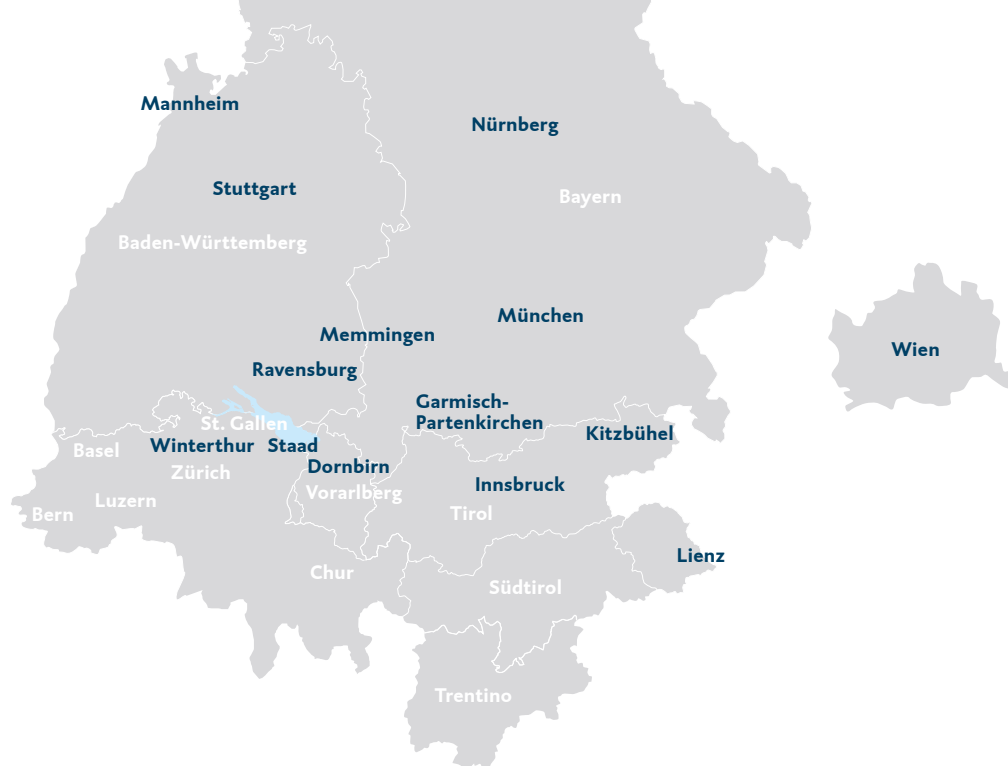 Mannheim
Nürnberg
Stuttgart
Bayern
Baden-Württemberg
München
Memmingen
Wien
Ravensburg
Garmisch-
Partenkirchen
St. Gallen
Kitzbühel
Basel
Winterthur
Staad
Zürich
Dornbirn
Innsbruck
Vorarlberg
Luzern
Bern
Tirol
Lienz
Chur
Südtirol
Trentino